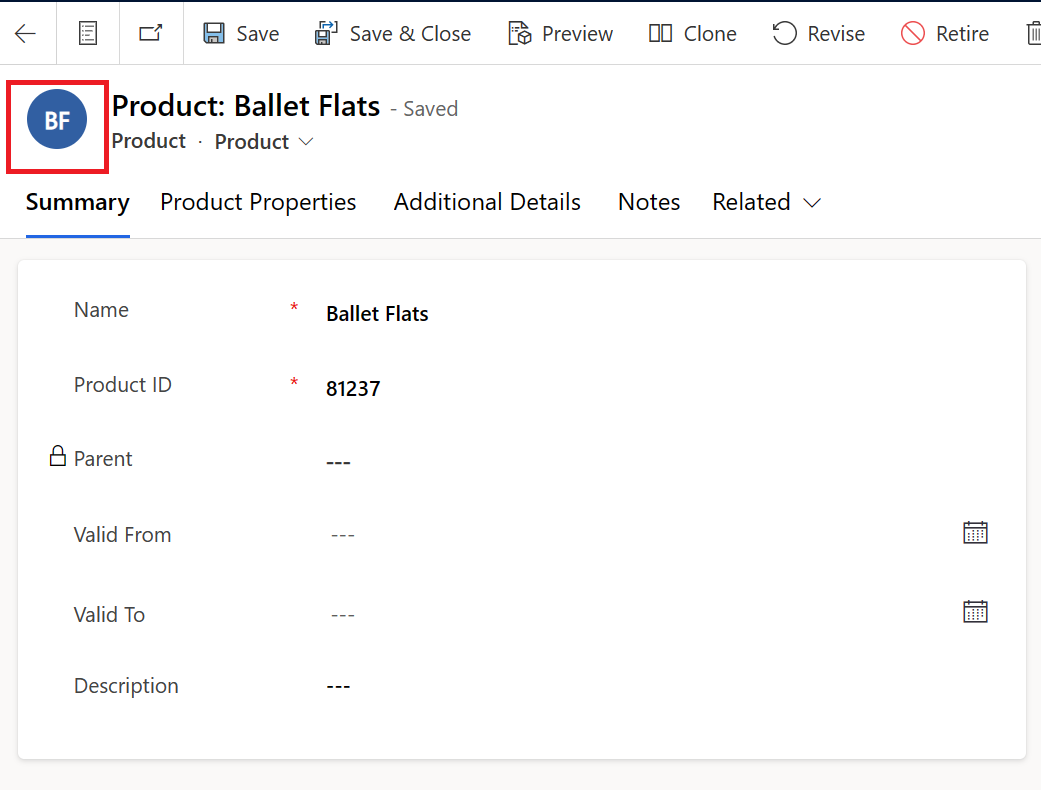 Save Save & Close Preview Clone Revise Retire
BF
Product: Ballet Flats - Saved
Product · Product
Summary Product Properties Additional Details Notes Related
Name * Ballet Flats
Product ID * 81237
Parent ---
Valid From ---
Valid To ---
Description ---